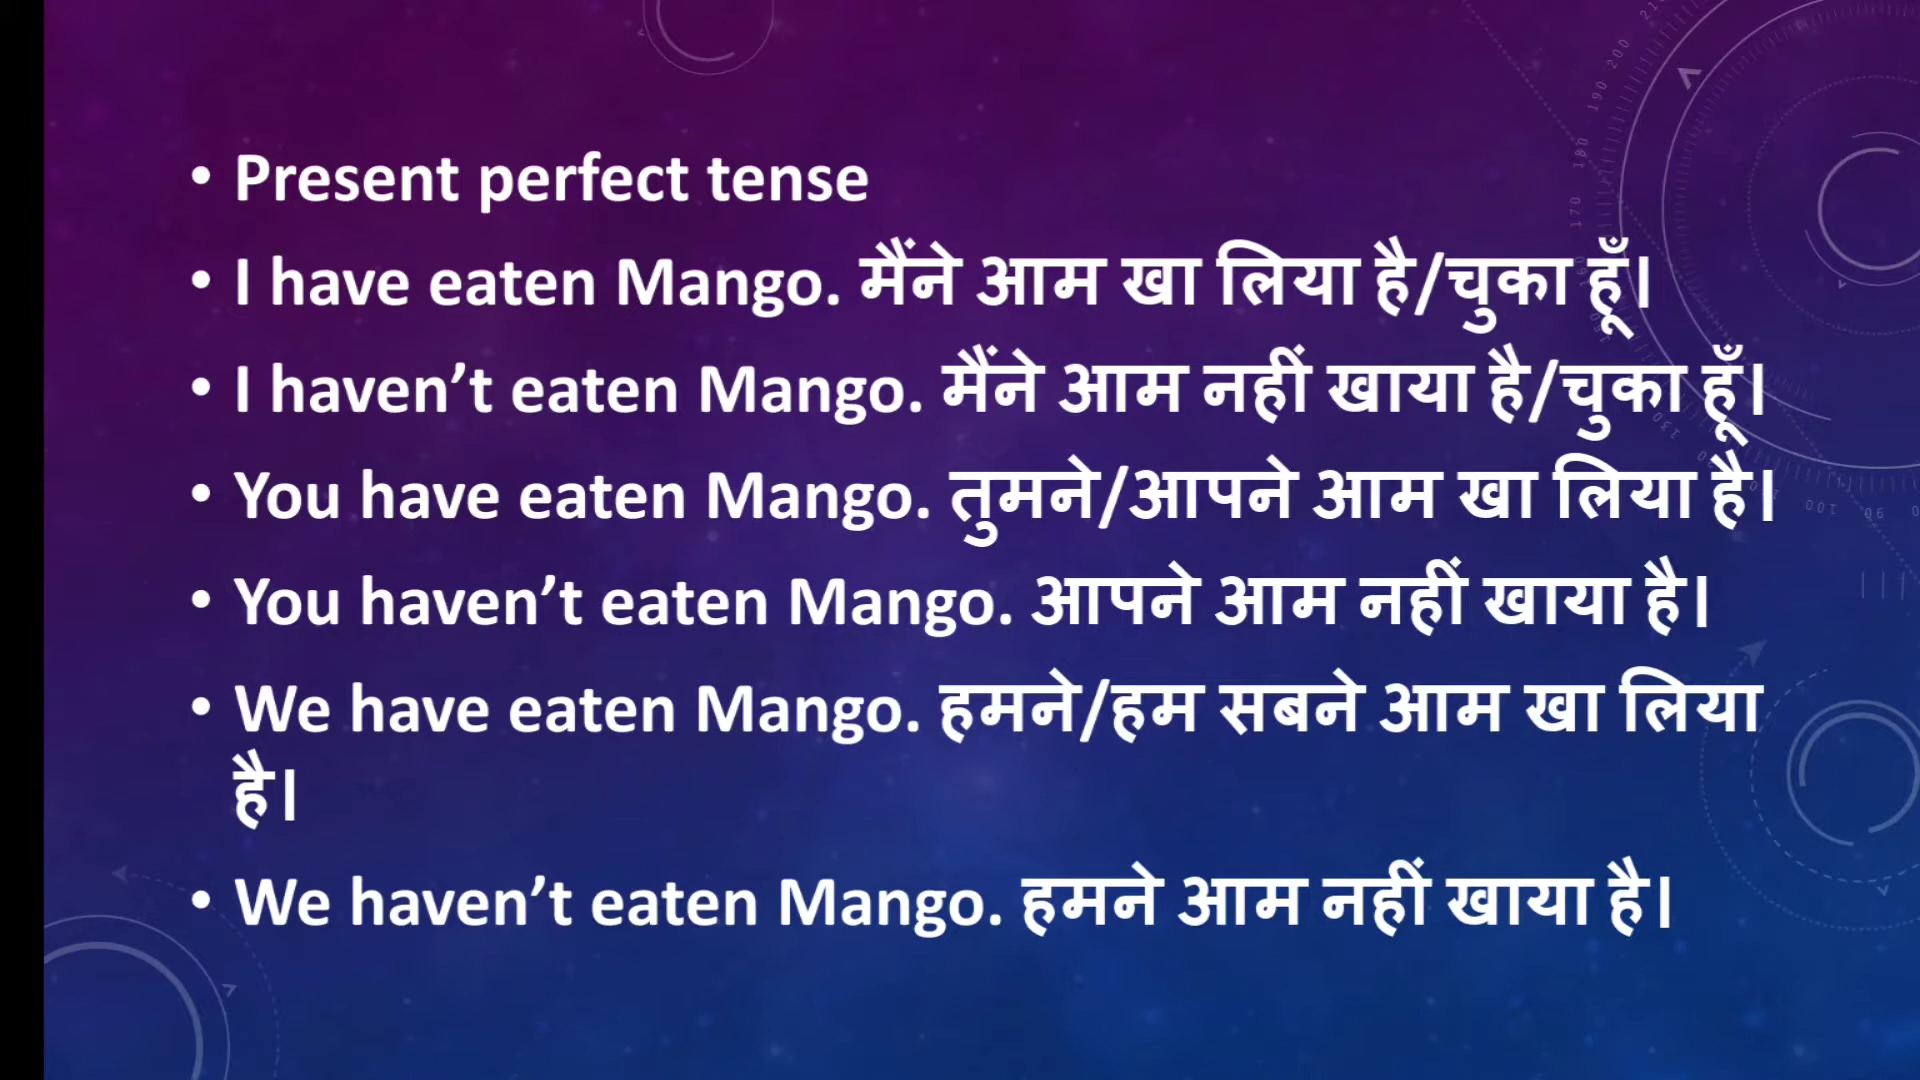 • Present perfect tense
• I have eaten Mango. मैंने आम खा लिया है/चुका हूँ।
• I haven’t eaten Mango. मैंने आम नहीं खाया है/चुका हूँ।
• You have eaten Mango. तुमने/आपने आम खा लिया है।
• You haven’t eaten Mango. आपने आम नहीं खाया है।
• We have eaten Mango. हमने/हम सबने आम खा लिया
है।
• We haven’t eaten Mango. हमने आम नहीं खाया है।